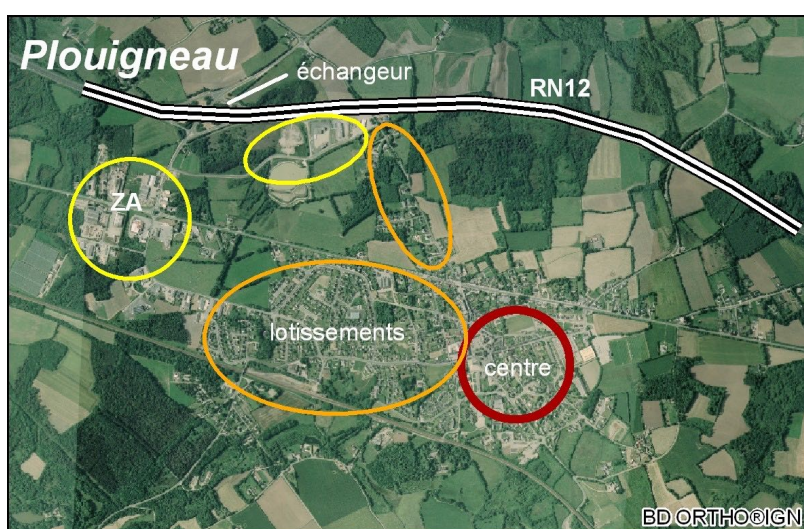 Plouigneau
échangeur
RN12
ZA
lotissements
centre
BD ORTHO®IGN